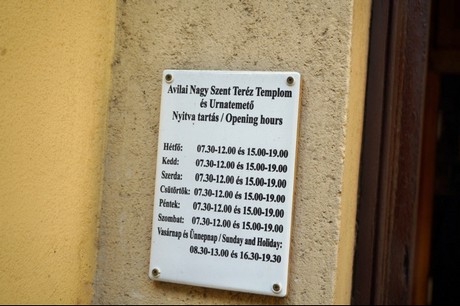 Avilai Nagy Szent Teréz Templom
és Urnatemető
Nyitva tartás / Opening hours
Hétfő: 07.30-12.00 és 15.00-19.00
Kedd: 07.30-12.00 és 15.00-19.00
Szerda: 07.30-12.00 és 15.00-19.00
Csütörtök: 07.30-12.00 és 15.00-19.00
Péntek: 07.30-12.00 és 15.00-19.00
Szombat: 07.30-12.00 és 15.00-19.00
Vasárnap és Ünnepnap / Sunday and Holiday:
08.30-13.00 és 16.30-19.30